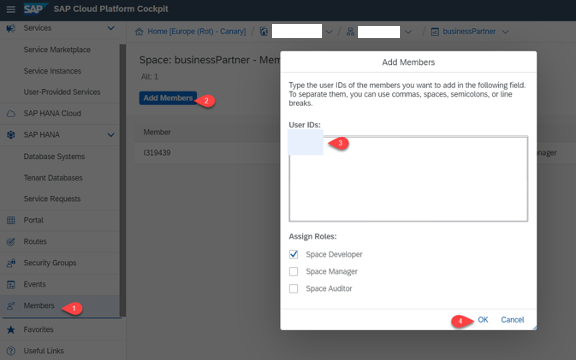 SAP SAP Cloud Platform Cockpit
Services
Service Marketplace
Service Instances
User-Provided Services
SAP HANA Cloud
SAP HANA
Database Systems
Tenant Databases
Service Requests
Portal
Routes
Security Groups
Events
Members
1
Favorites
Useful Links
Home [Europe (Rot) - Canary] / / / businessPartner
Space: businessPartner - Mem
All: 1
Add Members
2
Member
I319439
anager
Add Members
Type the user IDs of the members you want to add in the following field.
To separate them, you can use commas, spaces, semicolons, or line
breaks.
User IDs:
3
Assign Roles:
Space Developer
Space Manager
Space Auditor
4
OK Cancel